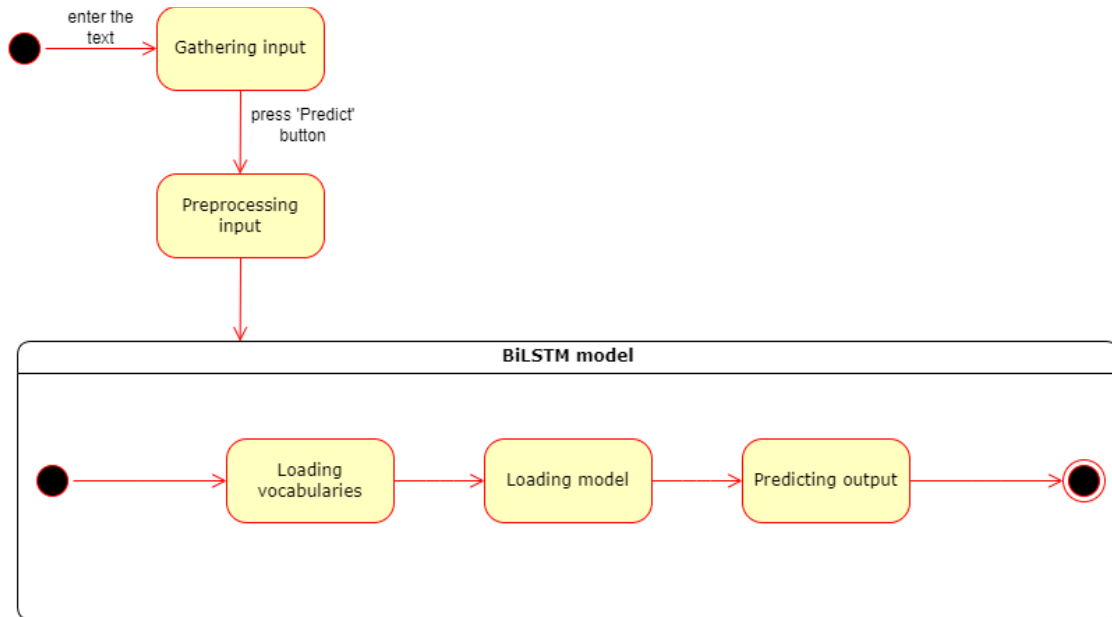 enter the
text
Gathering input
press 'Predict'
button
Preprocessing
input
BiLSTM model
Loading
vocabularies
Loading model
Predicting output